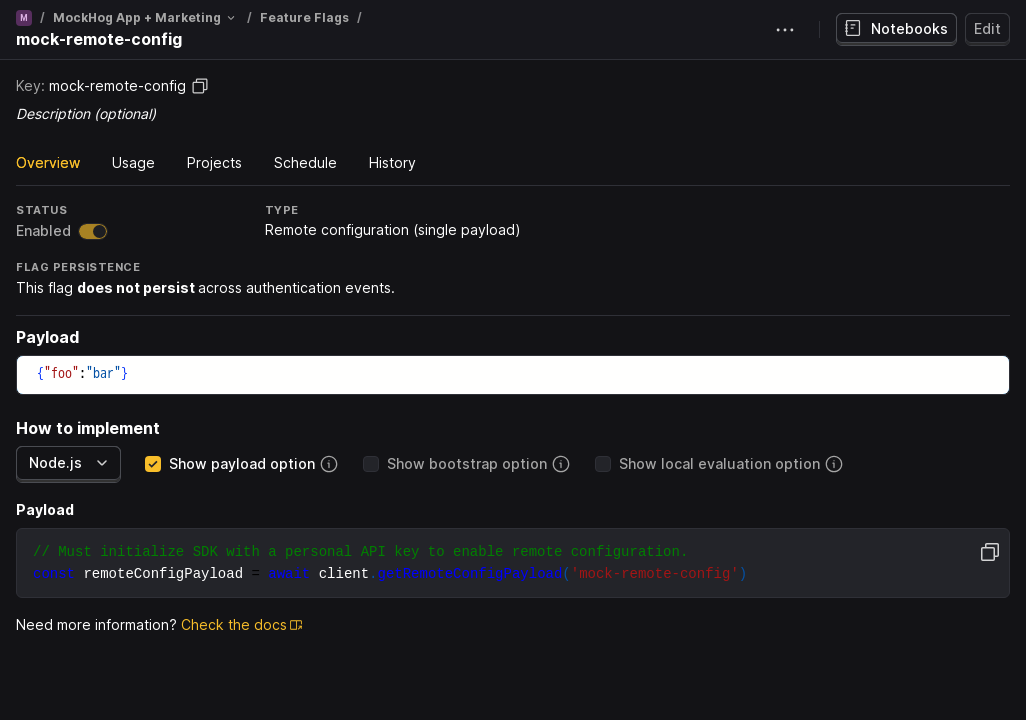 M / MockHog App + Marketing / Feature Flags /
mock-remote-config
Notebooks
Edit
Key: mock-remote-config
Description (optional)
Overview Usage Projects Schedule History
STATUS
Enabled
TYPE
Remote configuration (single payload)
FLAG PERSISTENCE
This flag does not persist across authentication events.
Payload
{"foo":"bar"}
How to implement
Node.js Show payload option Show bootstrap option Show local evaluation option
Payload
// Must initialize SDK with a personal API key to enable remote configuration.
const remoteConfigPayload = await client.getRemoteConfigPayload('mock-remote-config')
Need more information? Check the docs